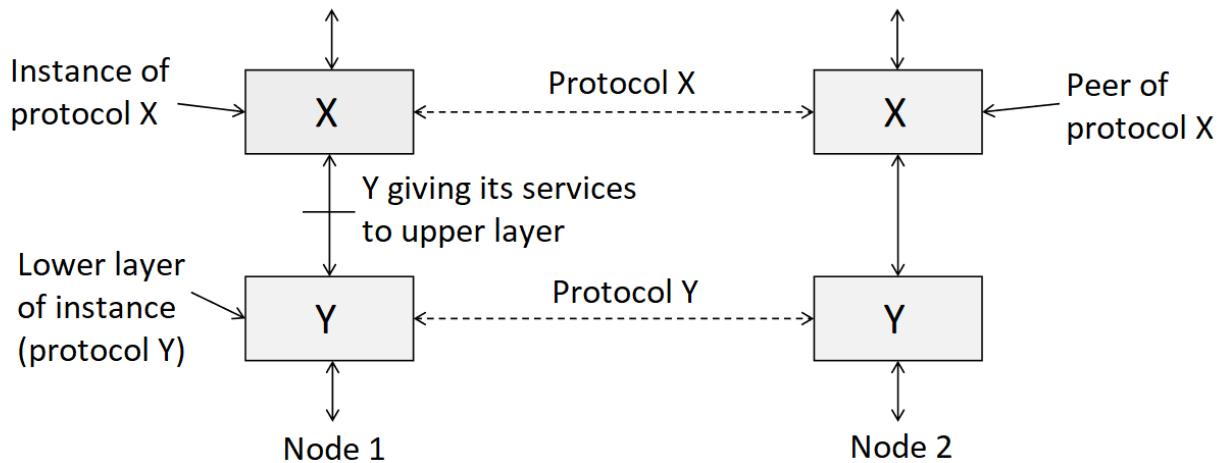 Instance of
protocol X
X
Protocol X
X
Peer of
protocol X
Y giving its services
to upper layer
Lower layer
of instance
(protocol Y)
Y
Protocol Y
Y
Node 1
Node 2